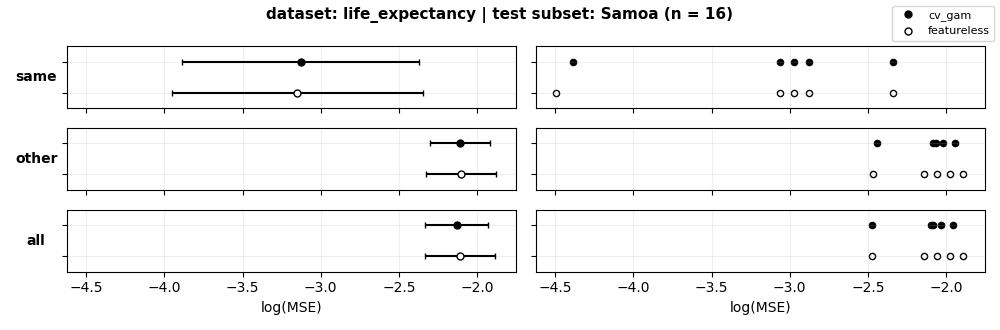 dataset: life_expectancy | test subset: Samoa (n = 16)
cv_gam
featureless
same
other
all
−4.5 −4.0 −3.5 −3.0 −2.5 −2.0
−4.5 −4.0 −3.5 −3.0 −2.5 −2.0
log(MSE)
log(MSE)